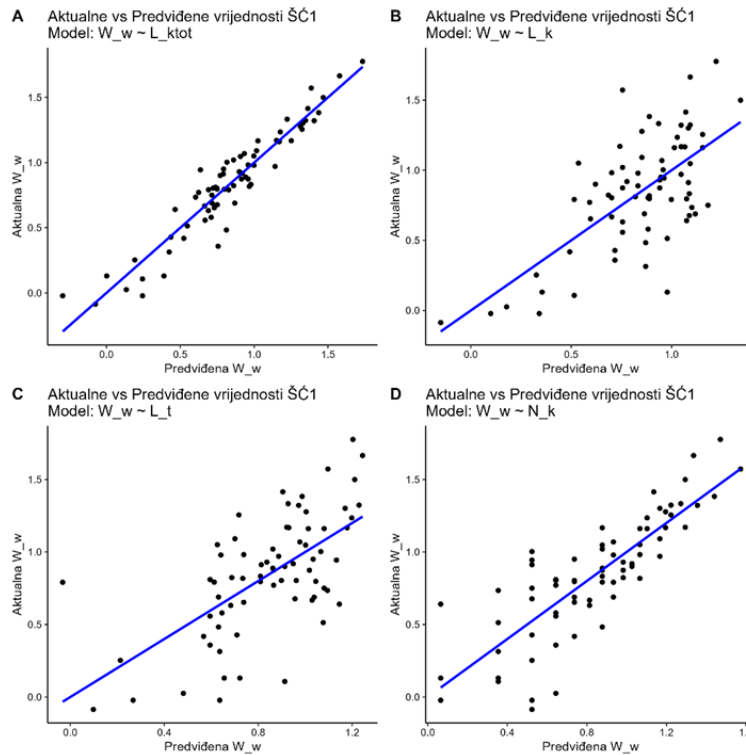 A
Aktualne vs Predviđene vrijednosti ŠĆ1
Model: W_w ~ L_ktot
Aktualna W_w
1.5
1.0
0.5
0.0
0.0
0.5
1.0
1.5
Predviđena W_w
B
Aktualne vs Predviđene vrijednosti ŠĆ1
Model: W_w ~ L_k
Aktualna W_w
1.5
1.0
0.5
0.0
0.0
0.5
1.0
Predviđena W_w
C
Aktualne vs Predviđene vrijednosti ŠĆ1
Model: W_w ~ L_t
Aktualna W_w
1.5
1.0
0.5
0.0
0.0
0.4
0.8
1.2
Predviđena W_w
D
Aktualne vs Predviđene vrijednosti ŠĆ1
Model: W_w ~ N_k
Aktualna W_w
1.5
1.0
0.5
0.0
0.0
0.4
0.8
1.2
Predviđena W_w